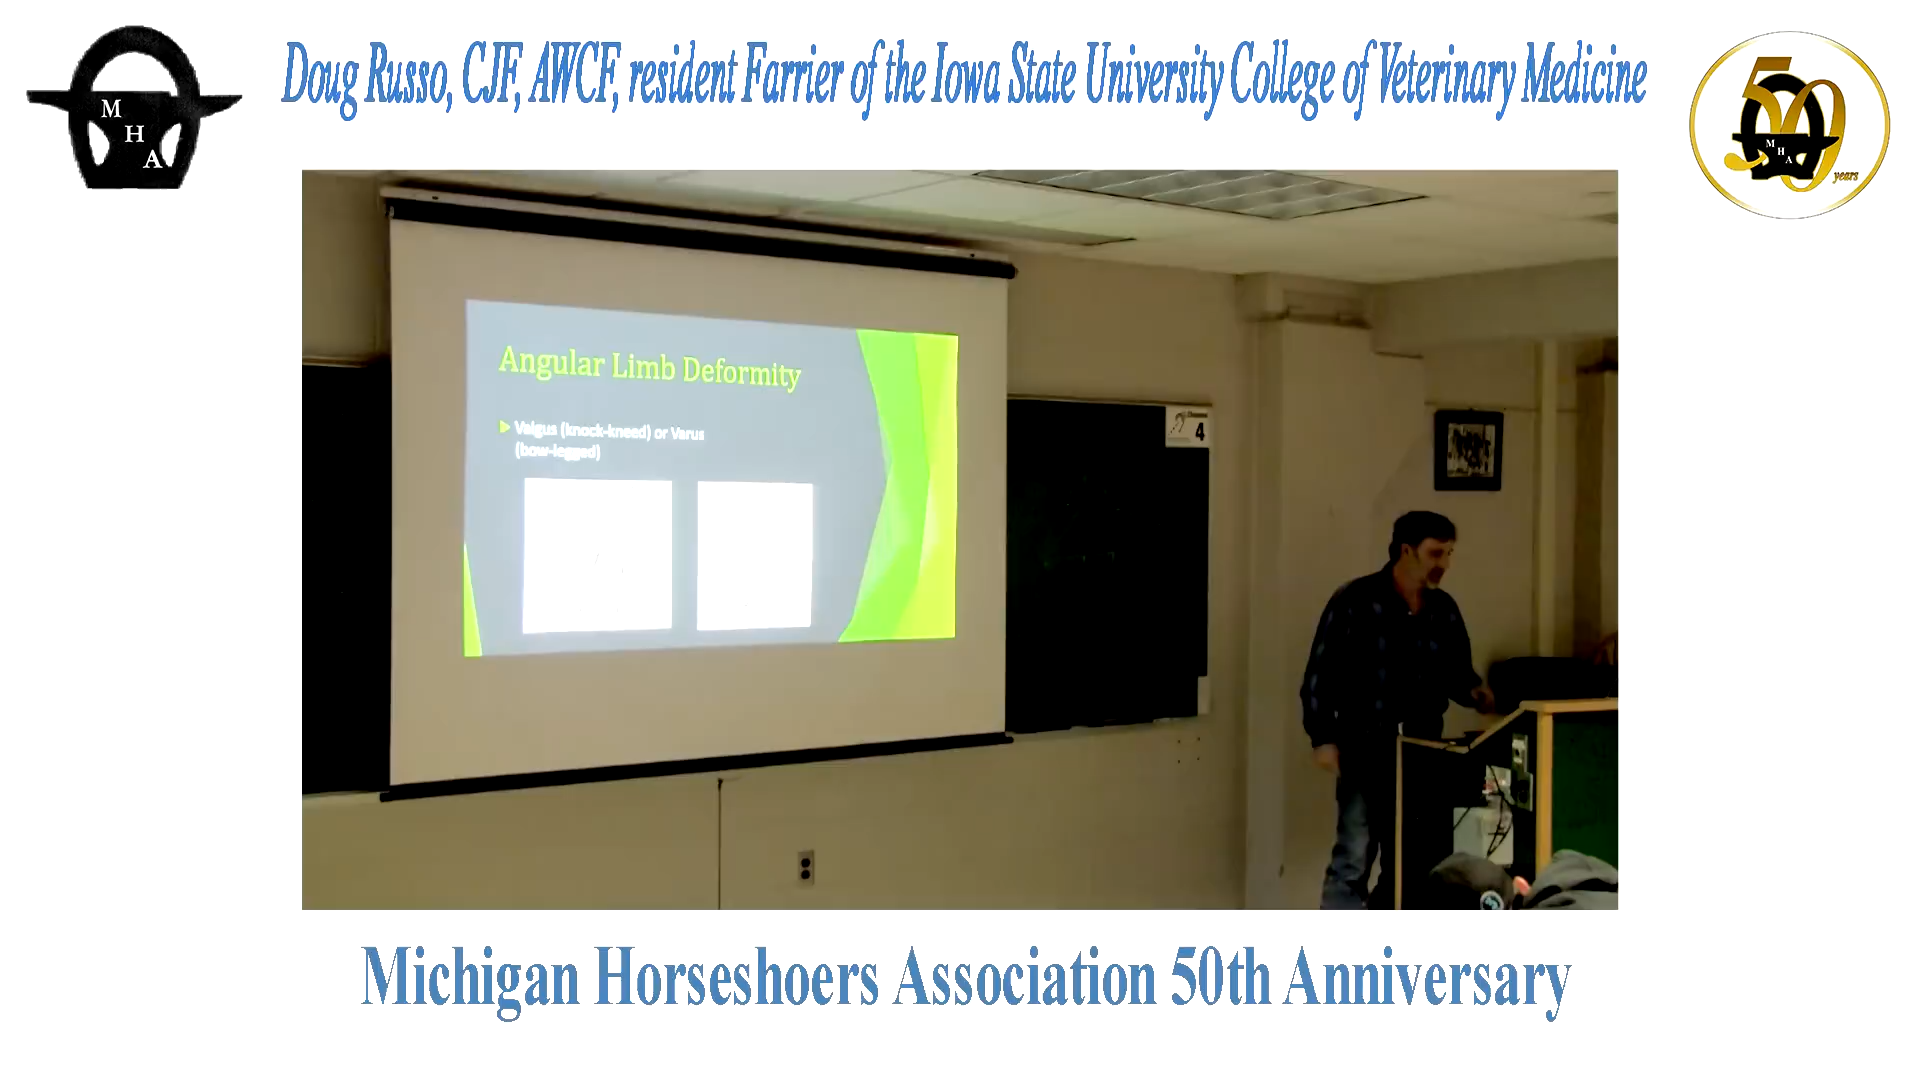 Doug Russo, CJF, AWCF, resident Farrier of the Iowa State University College of Veterinary Medicine
M
H
A
50
M
H
A
years
Angular Limb Deformity
Valgus (knock-kneed) or Varus
(bow-legged)
4
Michigan Horseshoers Association 50th Anniversary